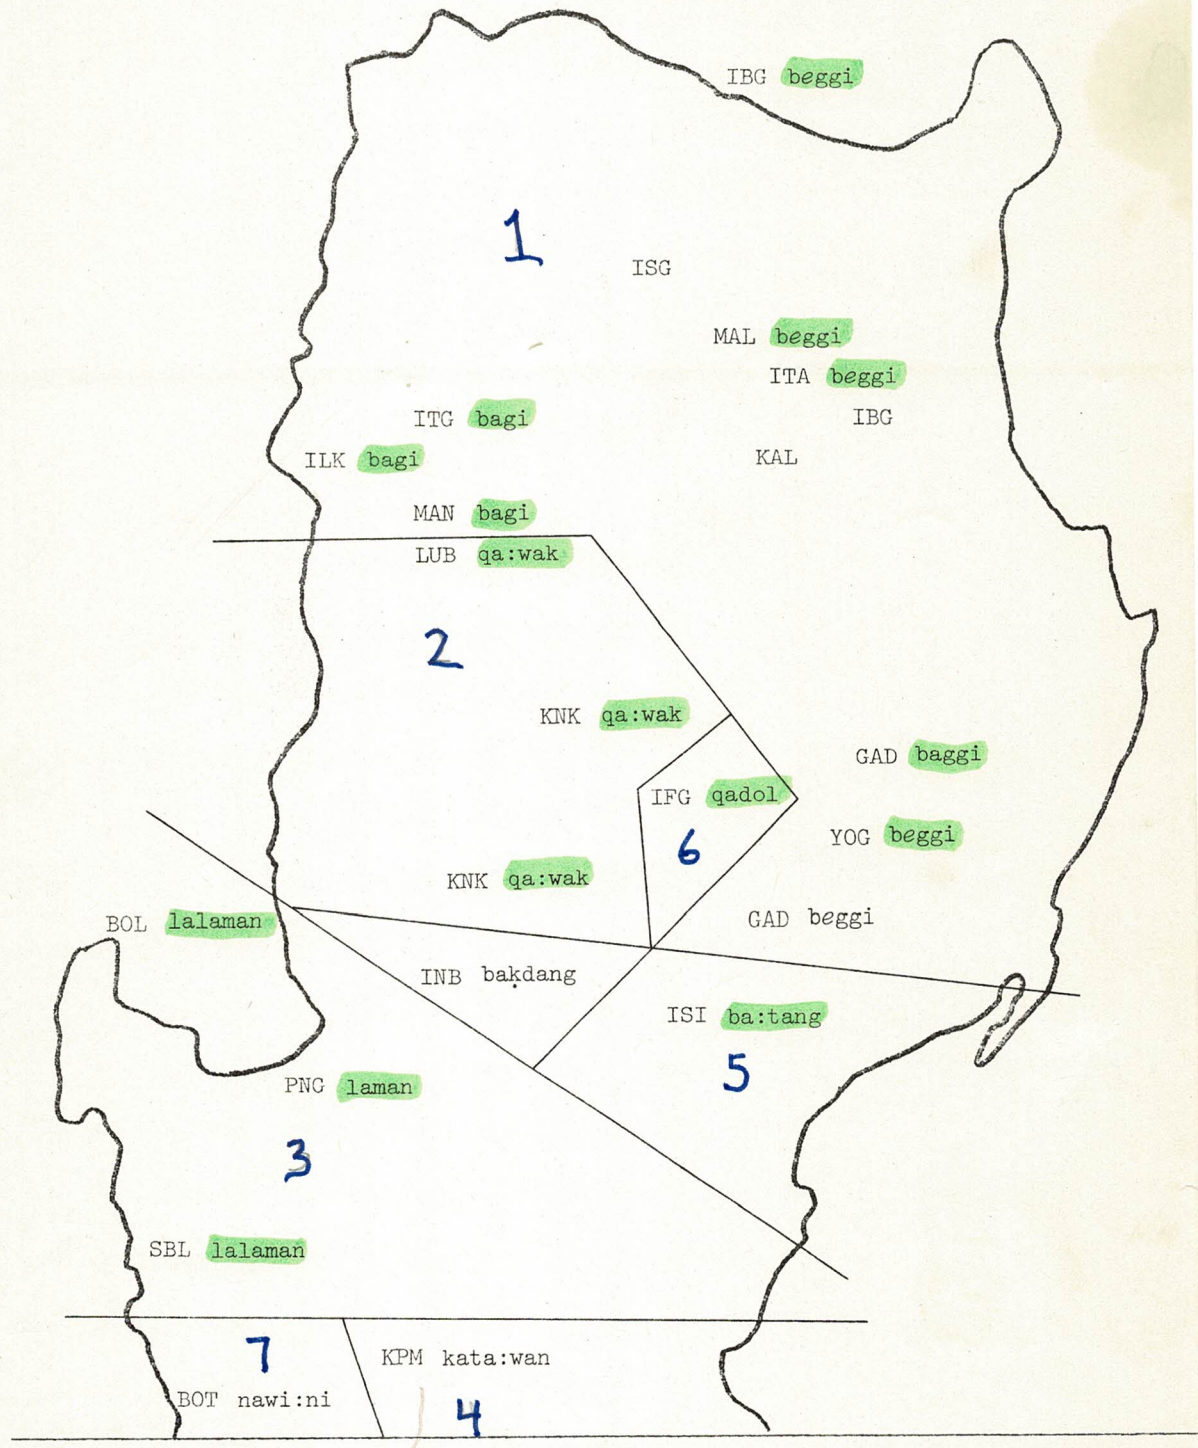 IBG beggi
1
ISG
MAL beggi
ITA beggi
ITG bagi
IBG
ILK bagi
KAL
MAN bagi
LUB qa:wak
2
KNK qa:wak
GAD baggi
IFG qadol
YOG beggi
6
KNK qa:wak
GAD beggi
BOL lalaman
INB baḳdang
ISI ba:tang
5
PNG laman
3
SBL lalaman
7
KPM kata:wan
BOT nawi:ni
4